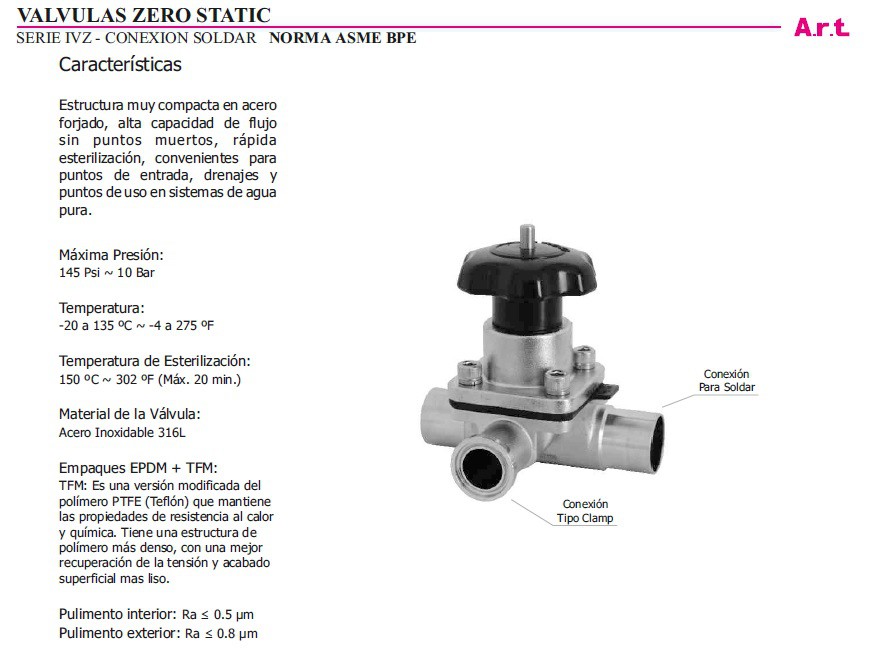 VALVULAS ZERO STATIC
SERIE IVZ - CONEXION SOLDAR NORMA ASME BPE
A.r.t.
Características
Estructura muy compacta en acero
forjado, alta capacidad de flujo
sin puntos muertos, rápida
esterilización, convenientes para
puntos de entrada, drenajes y
puntos de uso en sistemas de agua
pura.
Máxima Presión:
145 Psi ~ 10 Bar
Temperatura:
-20 a 135 ºC ~ -4 a 275 ºF
Temperatura de Esterilización:
150 ºC ~ 302 ºF (Máx. 20 min.)
Material de la Válvula:
Acero Inoxidable 316L
Empaques EPDM + TFM:
TFM: Es una versión modificada del
polímero PTFE (Teflón) que mantiene
las propiedades de resistencia al calor
y química. Tiene una estructura de
polímero más denso, con una mejor
recuperación de la tensión y acabado
superficial mas liso.
Pulimento interior: Ra ≤ 0.5 µm
Pulimento exterior: Ra ≤ 0.8 µm
Conexión
Para Soldar
Conexión
Tipo Clamp